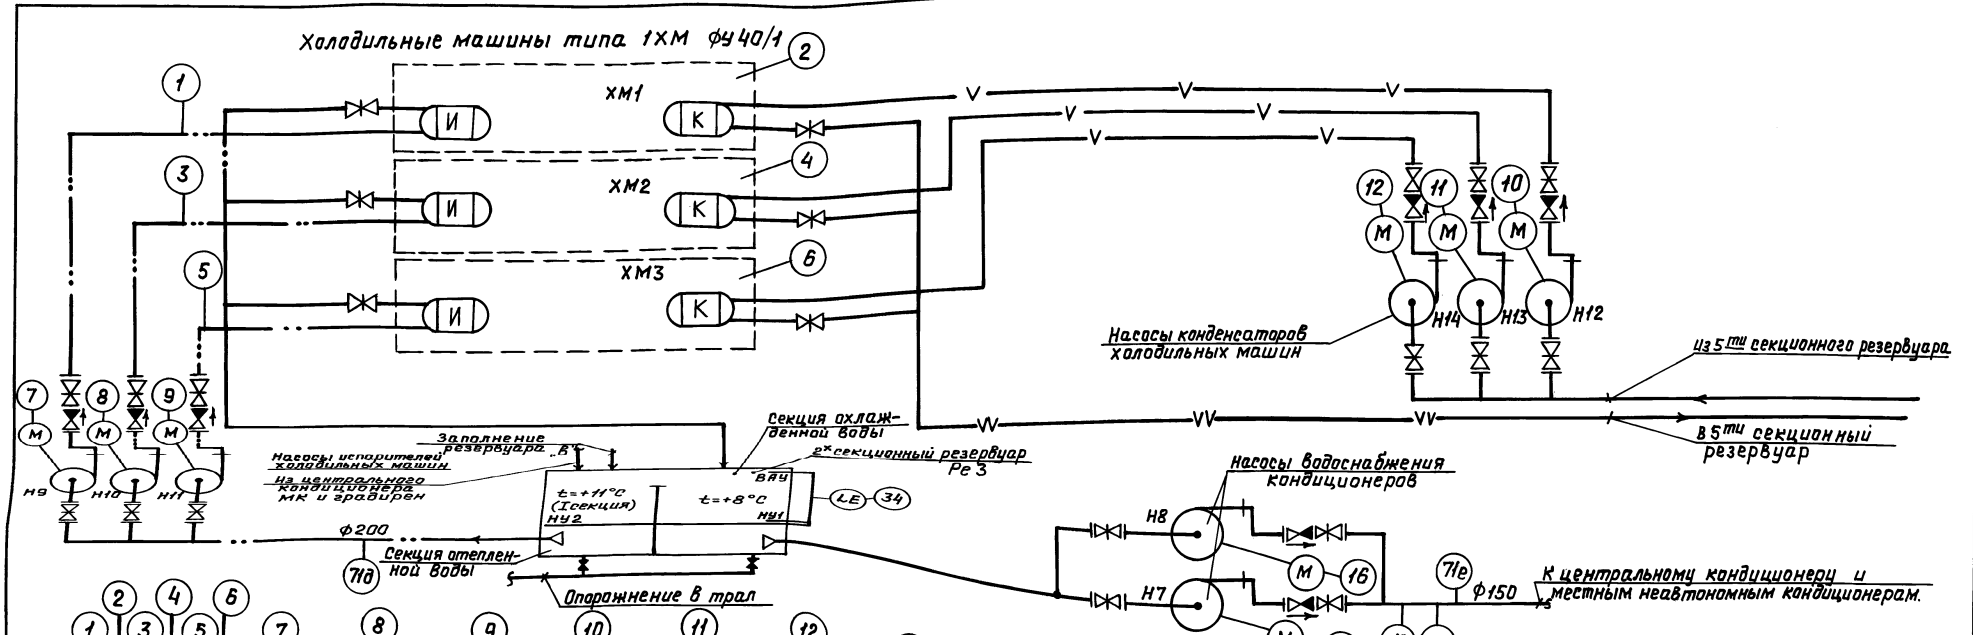 Холодильные машины типа 1ХМ ФУ40/1
2
1
ХМ1
И
К
3
4
ХМ2
И
К
5
6
ХМ3
И
К
12
11
10
М
М
М
Н14
Н13
Н12
Насосы конденсаторов
холодильных машин
из 5ти секционного резервуара
в 5ти секционный
резервуар
7
8
9
М
М
М
Н9
Н10
Н11
Насосы испарителей
холодильных машин
Из центрального
кондиционера
МК и градирен
Заполнение
резервуара „В"
Секция охлаж-
денной воды
2х секционный резервуар
Ре 3
t=+11°С
(Iсекция)
НУ2
t=+8°С
ВАУ
НУ1
LE
34
ф200
71д
Секция отеплен-
ной воды
Опорожнение в трап
Насосы водоснабжения
кондиционеров
Н8
М
16
Н7
М
71е
ф150
К центральному кондиционеру и
местным неавтономным кондиционерам.
2
4
6
1
3
5
7
8
9
10
11
12